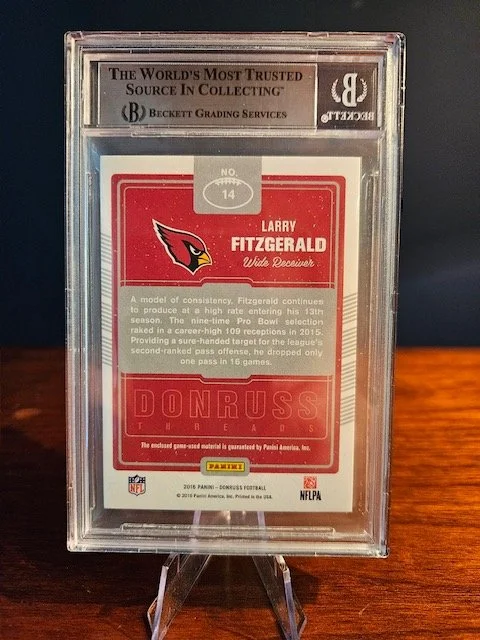 THE WORLD'S MOST TRUSTED
SOURCE IN COLLECTING™
B BECKETT GRADING SERVICES
B
BECKETT
NO.
14
LARRY
FITZGERALD
Wide Receiver
A model of consistency, Fitzgerald continues
to produce at a high rate entering his 13th
season. The nine-time Pro Bowl selection
raked in a career-high 109 receptions in 2015.
Providing a sure-handed target for the league's
second-ranked pass offense, he dropped only
one pass in 16 games.
DONRUSS
THREADS
The enclosed game-used material is guaranteed by Panini America, Inc.
PANINI
NFL
2016 PANINI - DONRUSS FOOTBALL
© 2016 Panini America, Inc. Printed in the USA.
NFLPA